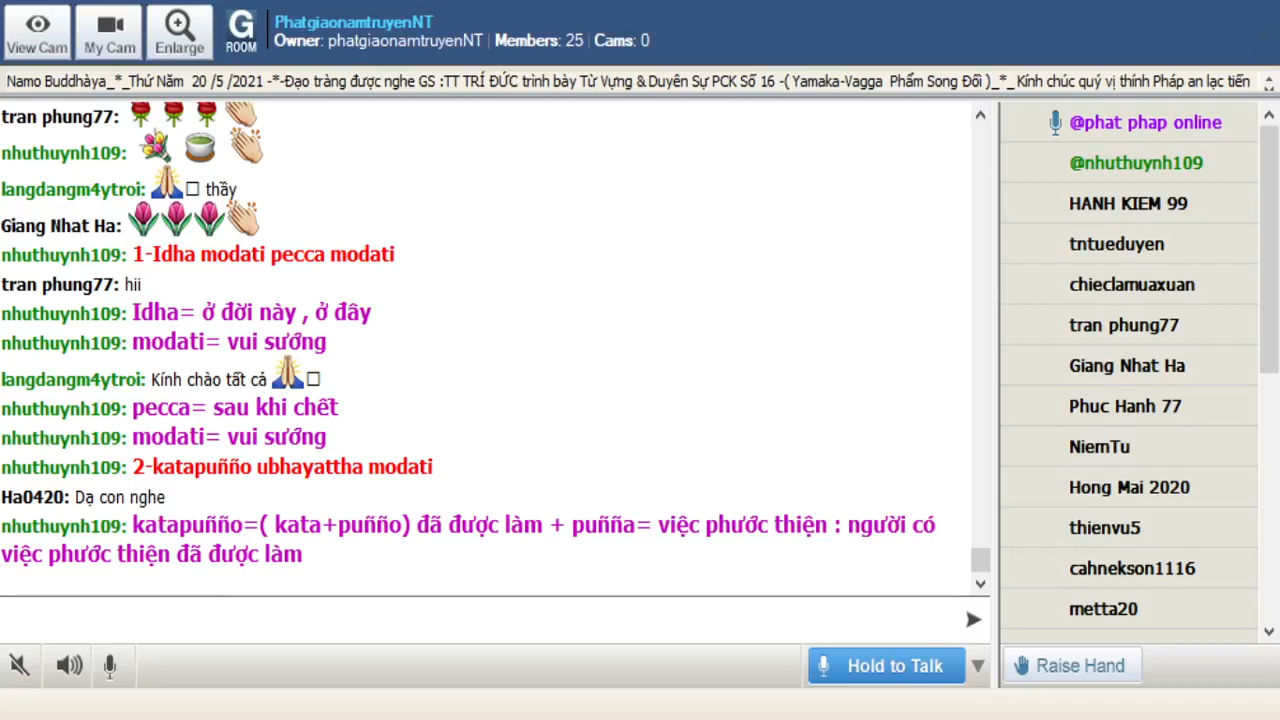 View Cam
My Cam
Enlarge
G
ROOM
PhatgiaonamtruyenNT
Owner: phatgiaonamtruyenNT | Members: 25 | Cams: 0
Namo Buddhàya_*_Thứ Năm 20 /5 /2021 -*-Đạo tràng được nghe GS :TT TRÍ ĐỨC trình bày Từ Vựng & Duyên Sự PCK Số 16 -( Yamaka-Vagga Phẩm Song Đối )_*_ Kính chúc quý vị thính Pháp an lạc tiến
tran phung77:
nhuthuynh109:
langdangm4ytroi: thầy
Giang Nhat Ha:
nhuthuynh109: 1-Idha modati pecca modati
tran phung77: hii
nhuthuynh109: Idha= ở đời này , ở đây
nhuthuynh109: modati= vui sướng
langdangm4ytroi: Kính chào tất cả
nhuthuynh109: pecca= sau khi chết
nhuthuynh109: modati= vui sướng
nhuthuynh109: 2-katapuñño ubhayattha modati
Ha0420: Dạ con nghe
nhuthuynh109: katapuñño=( kata+puñño) đã được làm + puñña= việc phước thiện : người có
việc phước thiện đã được làm
@phat phap online
@nhuthuynh109
HANH KIEM 99
tntueduyen
chieclamuaxuan
tran phung77
Giang Nhat Ha
Phuc Hanh 77
NiemTu
Hong Mai 2020
thienvu5
cahnekson1116
metta20
Hold to Talk
Raise Hand